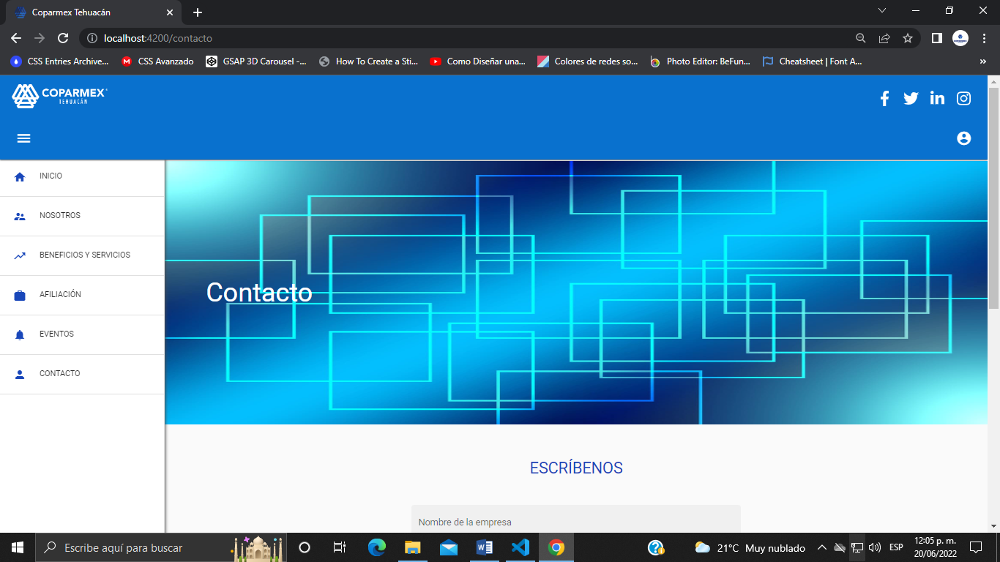 Coparmex Tehuacán
localhost:4200/contacto
CSS Entries Archive... CSS Avanzado GSAP 3D Carousel -... How To Create a Sti... Como Diseñar una... Colores de redes so... Photo Editor: BeFun... Cheatsheet | Font A... »
COPARMEX
TEHUACÁN
INICIO
NOSOTROS
BENEFICIOS Y SERVICIOS
AFILIACIÓN
EVENTOS
CONTACTO
Contacto
ESCRÍBENOS
Nombre de la empresa
Escribe aquí para buscar
21°C Muy nublado
ESP
12:05 p. m.
20/06/2022